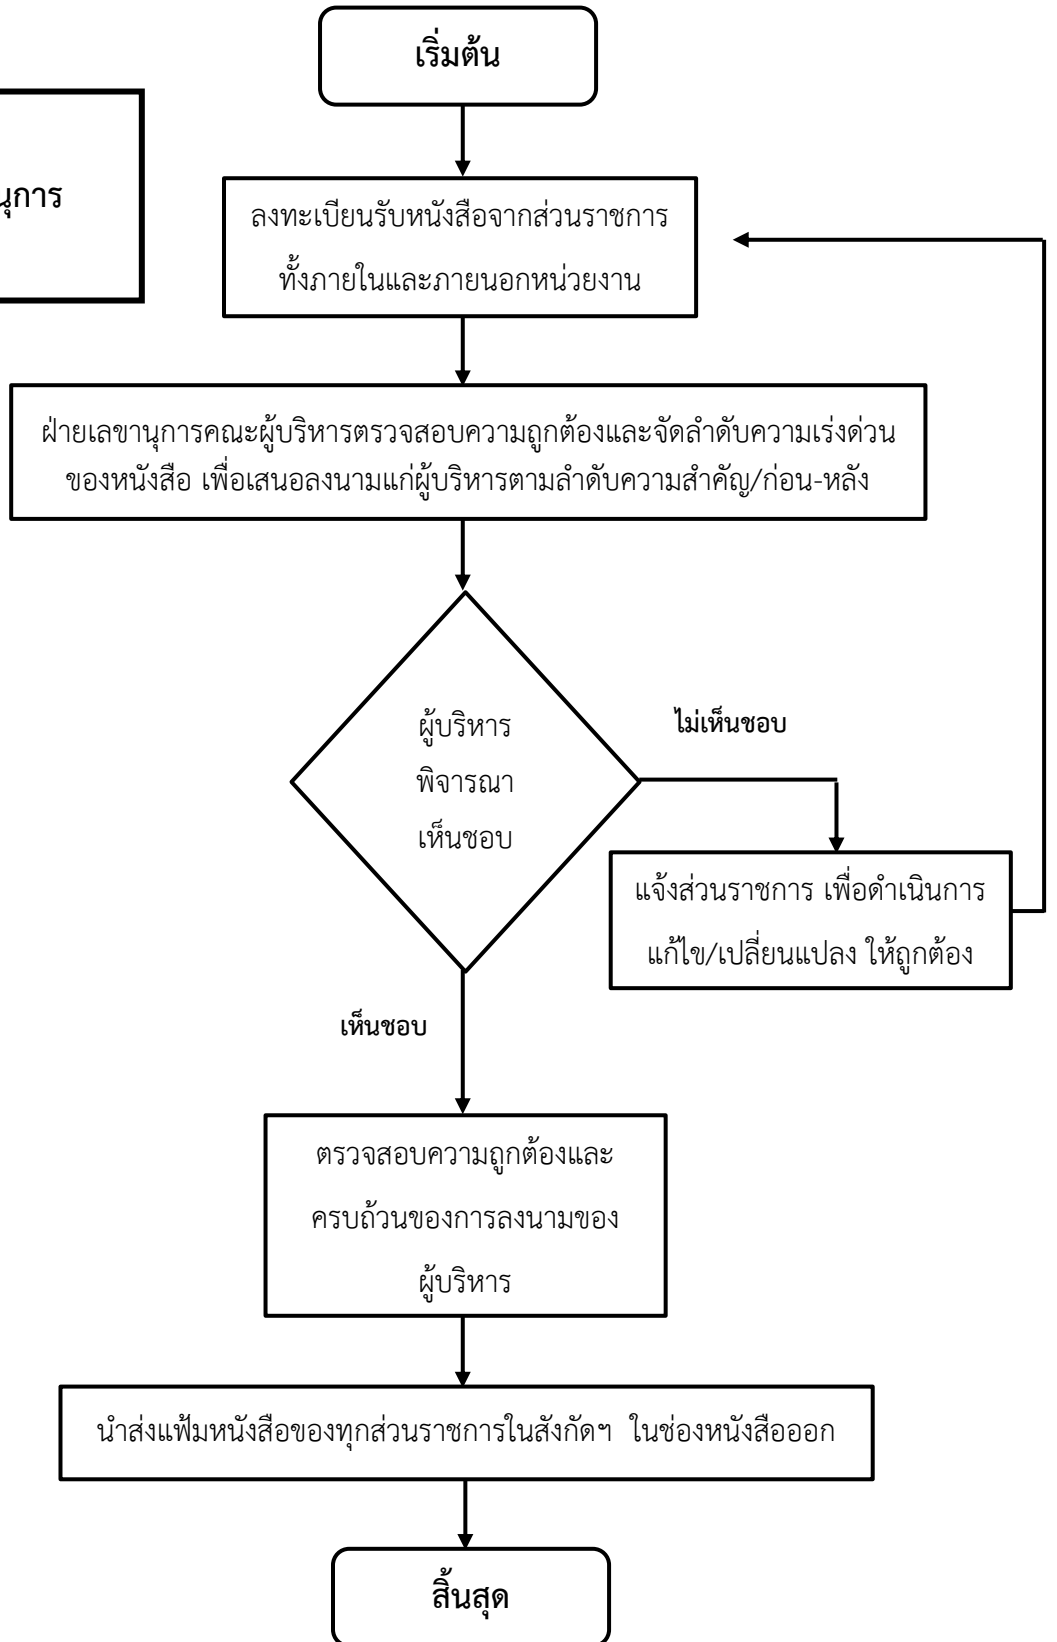 เริ่มต้น
นุการ
ลงทะเบียนรับหนังสือจากส่วนราชการ
ทั้งภายในและภายนอกหน่วยงาน
ฝ่ายเลขานุการคณะผู้บริหารตรวจสอบความถูกต้องและจัดลำดับความเร่งด่วน
ของหนังสือ เพื่อเสนอลงนามแก่ผู้บริหารตามลำดับความสำคัญ/ก่อน-หลัง
ผู้บริหาร
พิจารณา
เห็นชอบ
ไม่เห็นชอบ
แจ้งส่วนราชการ เพื่อดำเนินการ
แก้ไข/เปลี่ยนแปลง ให้ถูกต้อง
เห็นชอบ
ตรวจสอบความถูกต้องและ
ครบถ้วนของการลงนามของ
ผู้บริหาร
นำส่งแฟ้มหนังสือของทุกส่วนราชการในสังกัดฯ ในช่องหนังสือออก
สิ้นสุด